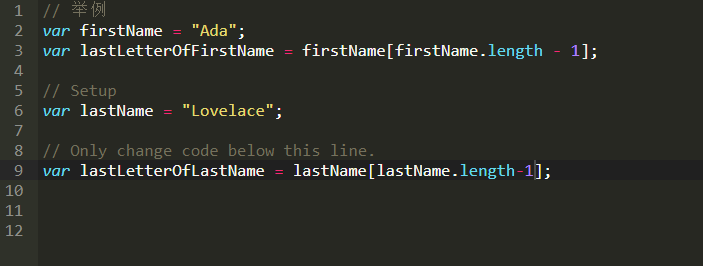 1 // 举例
2 var firstName = "Ada";
3 var lastLetterOfFirstName = firstName[firstName.length - 1];
4
5 // Setup
6 var lastName = "Lovelace";
7
8 // Only change code below this line.
9 var lastLetterOfLastName = lastName[lastName.length-1];
10
11
12